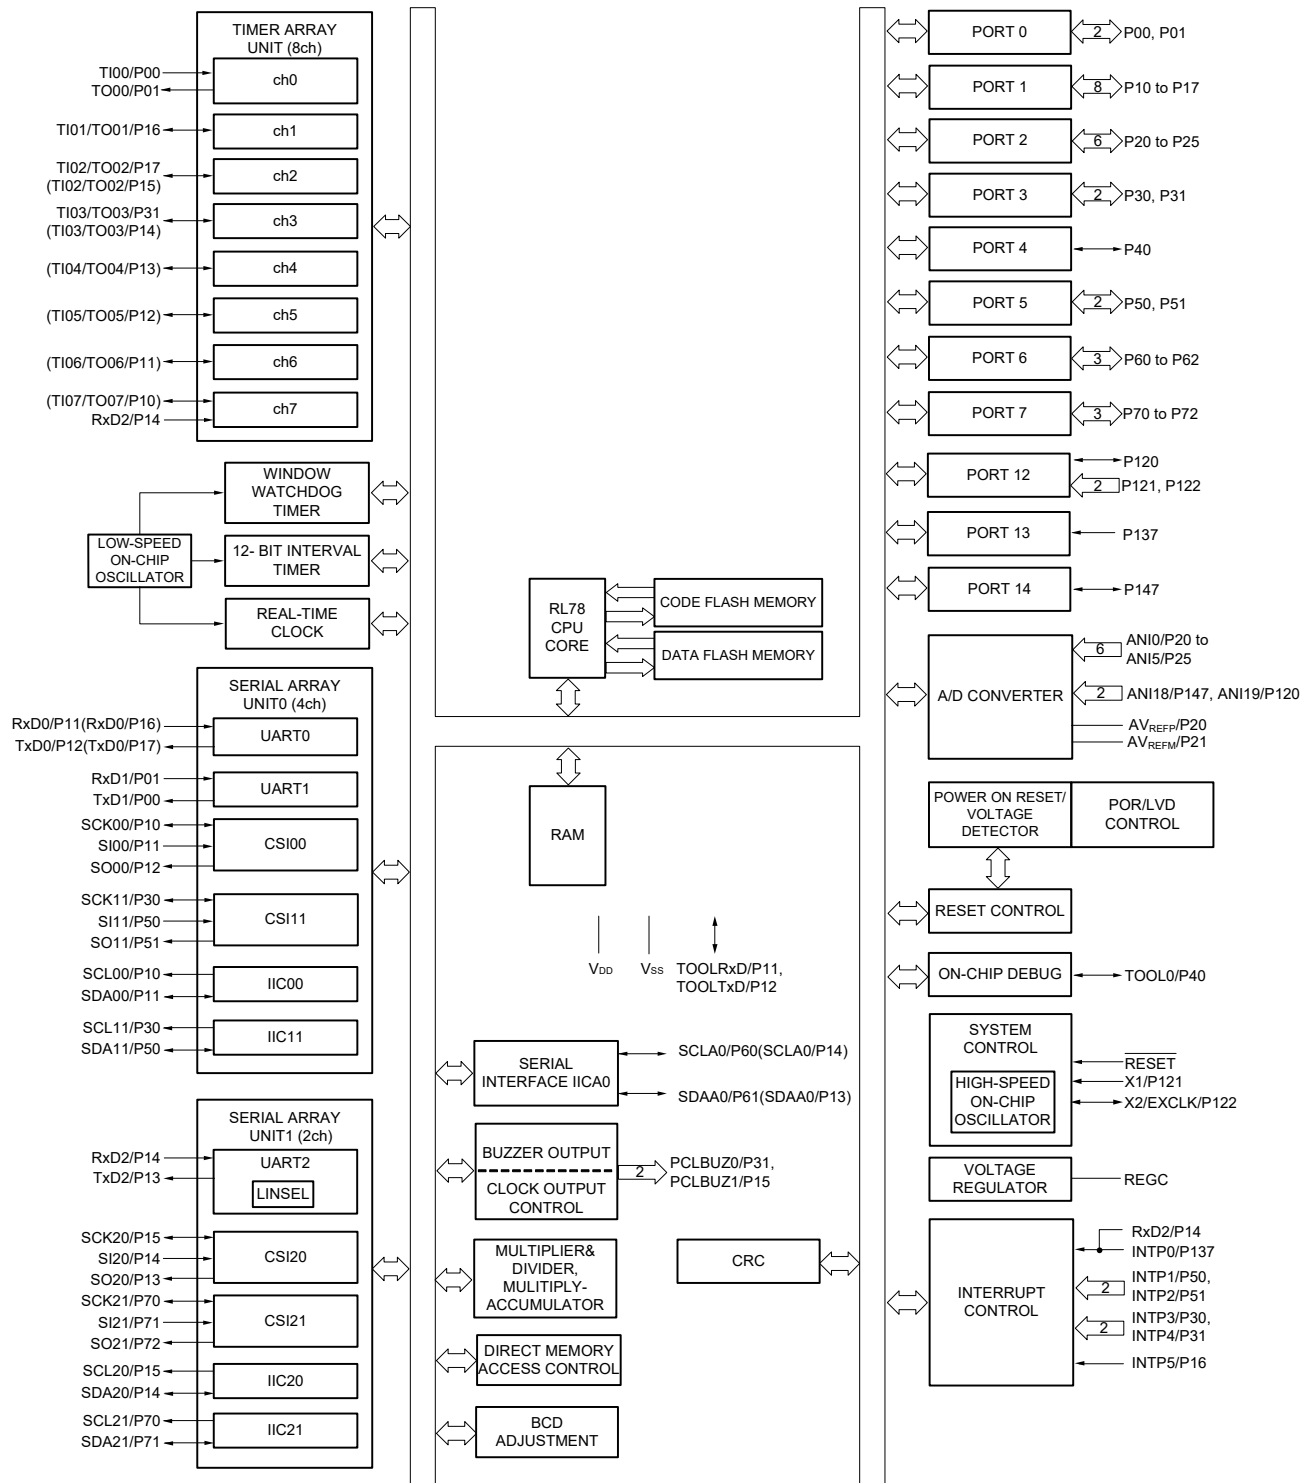 TIMER ARRAY
UNIT (8ch)
TI00/P00
TO00/P01
ch0
TI01/TO01/P16
ch1
TI02/TO02/P17
(TI02/TO02/P15)
ch2
TI03/TO03/P31
(TI03/TO03/P14)
ch3
(TI04/TO04/P13)
ch4
(TI05/TO05/P12)
ch5
(TI06/TO06/P11)
ch6
(TI07/TO07/P10)
RxD2/P14
ch7
WINDOW
WATCHDOG
TIMER
LOW-SPEED
ON-CHIP
OSCILLATOR
12- BIT INTERVAL
TIMER
REAL-TIME
CLOCK
SERIAL ARRAY
UNIT0 (4ch)
RxD0/P11(RxD0/P16)
TxD0/P12(TxD0/P17)
UART0
RxD1/P01
TxD1/P00
UART1
SCK00/P10
SI00/P11
SO00/P12
CSI00
SCK11/P30
SI11/P50
SO11/P51
CSI11
SCL00/P10
SDA00/P11
IIC00
SCL11/P30
SDA11/P50
IIC11
SERIAL ARRAY
UNIT1 (2ch)
RxD2/P14
TxD2/P13
UART2
LINSEL
SCK20/P15
SI20/P14
SO20/P13
CSI20
SCK21/P70
SI21/P71
SO21/P72
CSI21
SCL20/P15
SDA20/P14
IIC20
SCL21/P70
SDA21/P71
IIC21
RL78
CPU
CORE
CODE FLASH MEMORY
DATA FLASH MEMORY
RAM
VDD
VSS
TOOLRxD/P11,
TOOLTxD/P12
SERIAL
INTERFACE IICA0
SCLA0/P60(SCLA0/P14)
SDAA0/P61(SDAA0/P13)
BUZZER OUTPUT
CLOCK OUTPUT
CONTROL
2
PCLBUZ0/P31,
PCLBUZ1/P15
MULTIPLIER&
DIVIDER,
MULITIPLY-
ACCUMULATOR
CRC
DIRECT MEMORY
ACCESS CONTROL
BCD
ADJUSTMENT
PORT 0
2
P00, P01
PORT 1
8
P10 to P17
PORT 2
6
P20 to P25
PORT 3
2
P30, P31
PORT 4
P40
PORT 5
2
P50, P51
PORT 6
3
P60 to P62
PORT 7
3
P70 to P72
PORT 12
P120
2
P121, P122
PORT 13
P137
PORT 14
P147
A/D CONVERTER
6
ANI0/P20 to
ANI5/P25
2
ANI18/P147, ANI19/P120
AVREFP/P20
AVREFM/P21
POWER ON RESET/
VOLTAGE
DETECTOR
POR/LVD
CONTROL
RESET CONTROL
ON-CHIP DEBUG
TOOL0/P40
SYSTEM
CONTROL
HIGH-SPEED
ON-CHIP
OSCILLATOR
RESET
X1/P121
X2/EXCLK/P122
VOLTAGE
REGULATOR
REGC
INTERRUPT
CONTROL
RxD2/P14
INTP0/P137
2
INTP1/P50,
INTP2/P51
2
INTP3/P30,
INTP4/P31
INTP5/P16